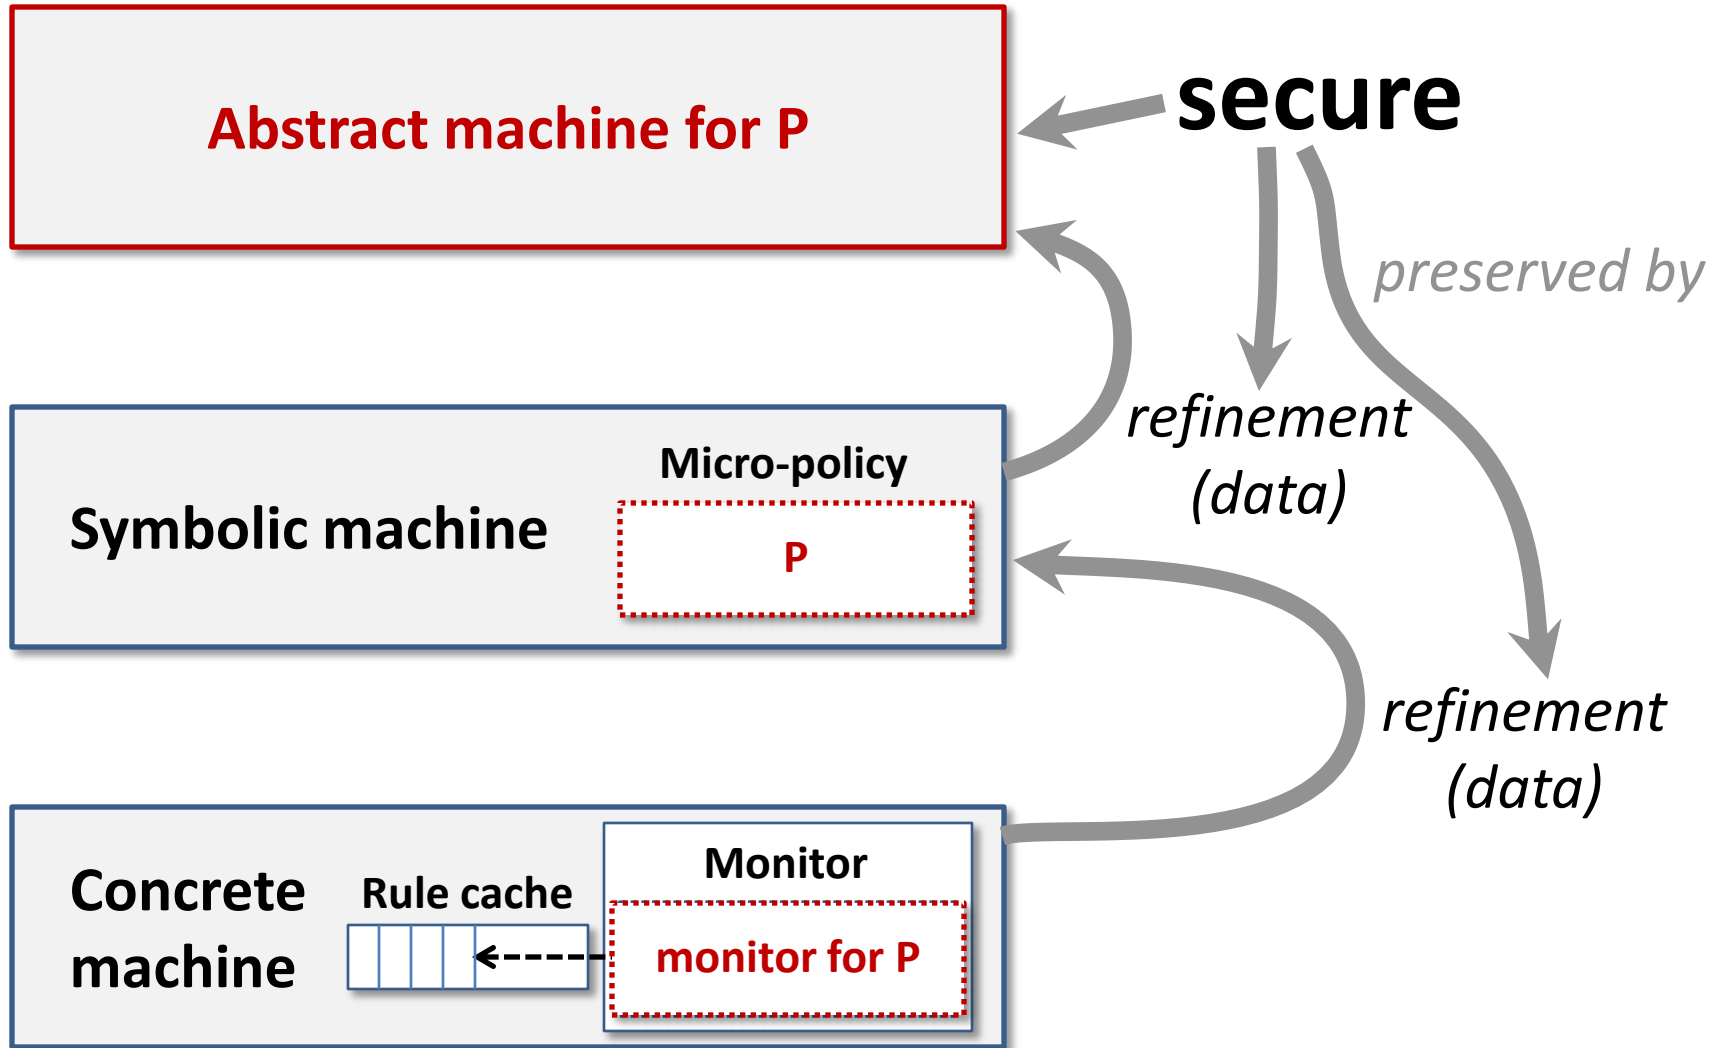 Abstract machine for P
secure
preserved by
refinement
(data)
Micro-policy
Symbolic machine
P
refinement
(data)
Concrete
machine
Rule cache
Monitor
monitor for P